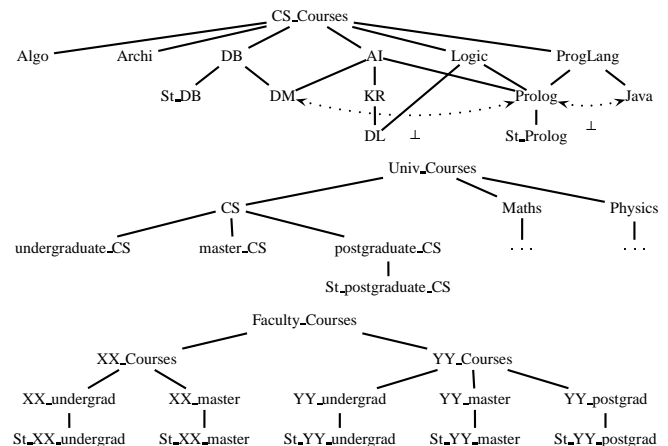 CS_Courses
Algo Archi DB AI Logic ProgLang
St_DB DM KR Prolog Java
DL ⊥ St_Prolog ⊥
Univ_Courses
CS Maths Physics
undergraduate_CS master_CS postgraduate_CS . . . . . .
St_postgraduate_CS
Faculty_Courses
XX_Courses YY_Courses
XX_undergrad XX_master YY_undergrad YY_master YY_postgrad
St_XX_undergrad St_XX_master St_YY_undergrad St_YY_master St_YY_postgrad